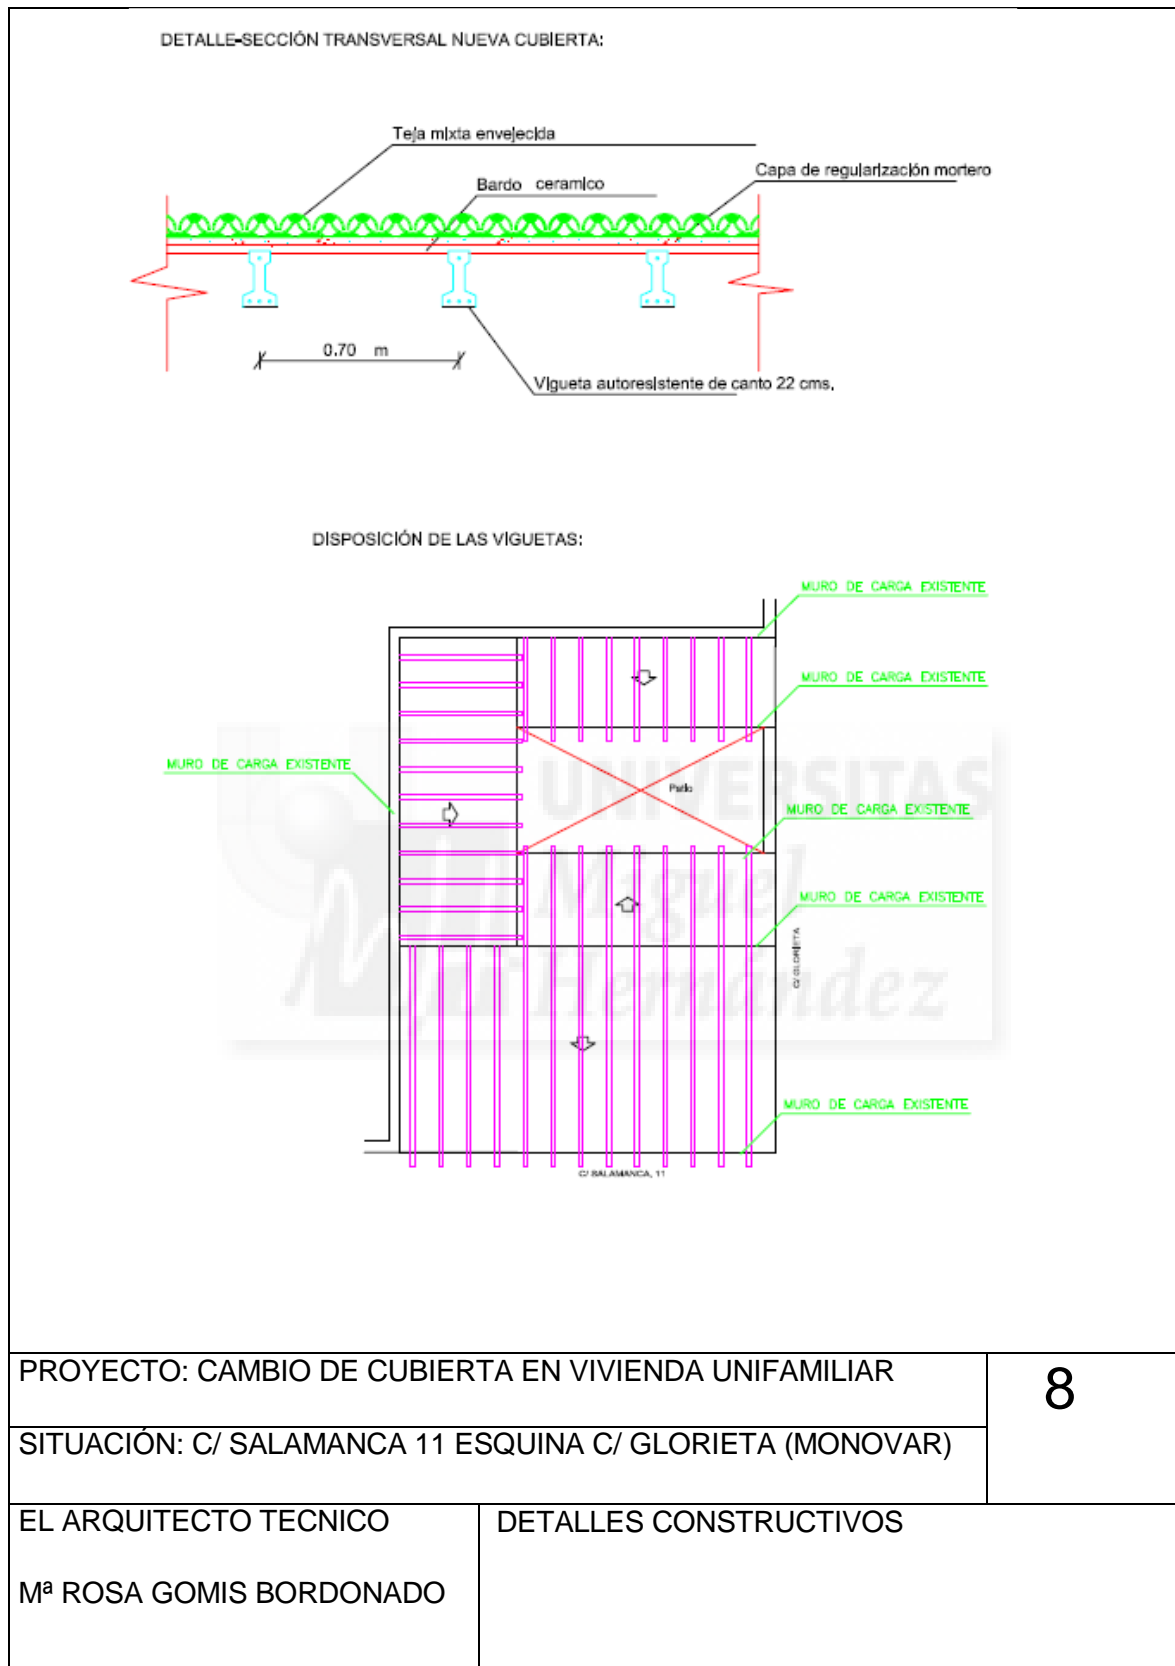 DETALLE-SECCIÓN TRANSVERSAL NUEVA CUBIERTA:
Teja mixta envejecida
Bardo ceramico
Capa de regularización mortero
0.70 m
Vigueta autoresistente de canto 22 cms.
DISPOSICIÓN DE LAS VIGUETAS:
MURO DE CARGA EXISTENTE
MURO DE CARGA EXISTENTE
MURO DE CARGA EXISTENTE
Patio
MURO DE CARGA EXISTENTE
MURO DE CARGA EXISTENTE
C/ GLORIETA
MURO DE CARGA EXISTENTE
C/ SALAMANCA, 11
UNIVERSITAS
Miguel
Hernández
PROYECTO: CAMBIO DE CUBIERTA EN VIVIENDA UNIFAMILIAR
8
SITUACIÓN: C/ SALAMANCA 11 ESQUINA C/ GLORIETA (MONOVAR)
EL ARQUITECTO TECNICO
DETALLES CONSTRUCTIVOS
Mª ROSA GOMIS BORDONADO